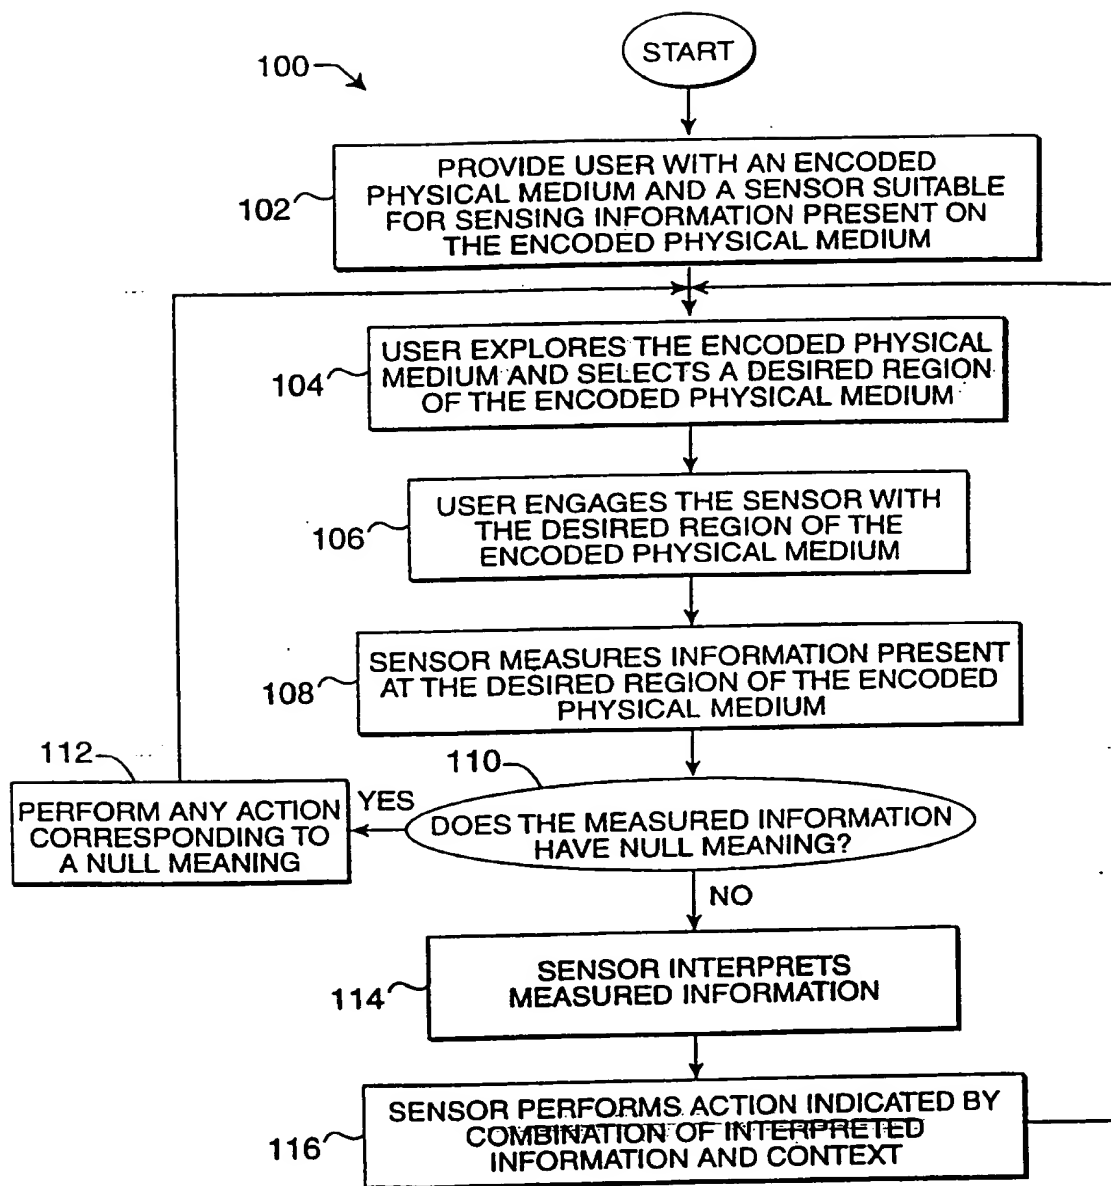 START
100
PROVIDE USER WITH AN ENCODED
PHYSICAL MEDIUM AND A SENSOR SUITABLE
FOR SENSING INFORMATION PRESENT ON
THE ENCODED PHYSICAL MEDIUM
102
USER EXPLORES THE ENCODED PHYSICAL
MEDIUM AND SELECTS A DESIRED REGION
OF THE ENCODED PHYSICAL MEDIUM
104
USER ENGAGES THE SENSOR WITH
THE DESIRED REGION OF THE
ENCODED PHYSICAL MEDIUM
106
SENSOR MEASURES INFORMATION PRESENT
AT THE DESIRED REGION OF THE ENCODED
PHYSICAL MEDIUM
108
112
110
PERFORM ANY ACTION
CORRESPONDING TO
A NULL MEANING
YES
DOES THE MEASURED INFORMATION
HAVE NULL MEANING?
NO
SENSOR INTERPRETS
MEASURED INFORMATION
114
SENSOR PERFORMS ACTION INDICATED BY
COMBINATION OF INTERPRETED
INFORMATION AND CONTEXT
116